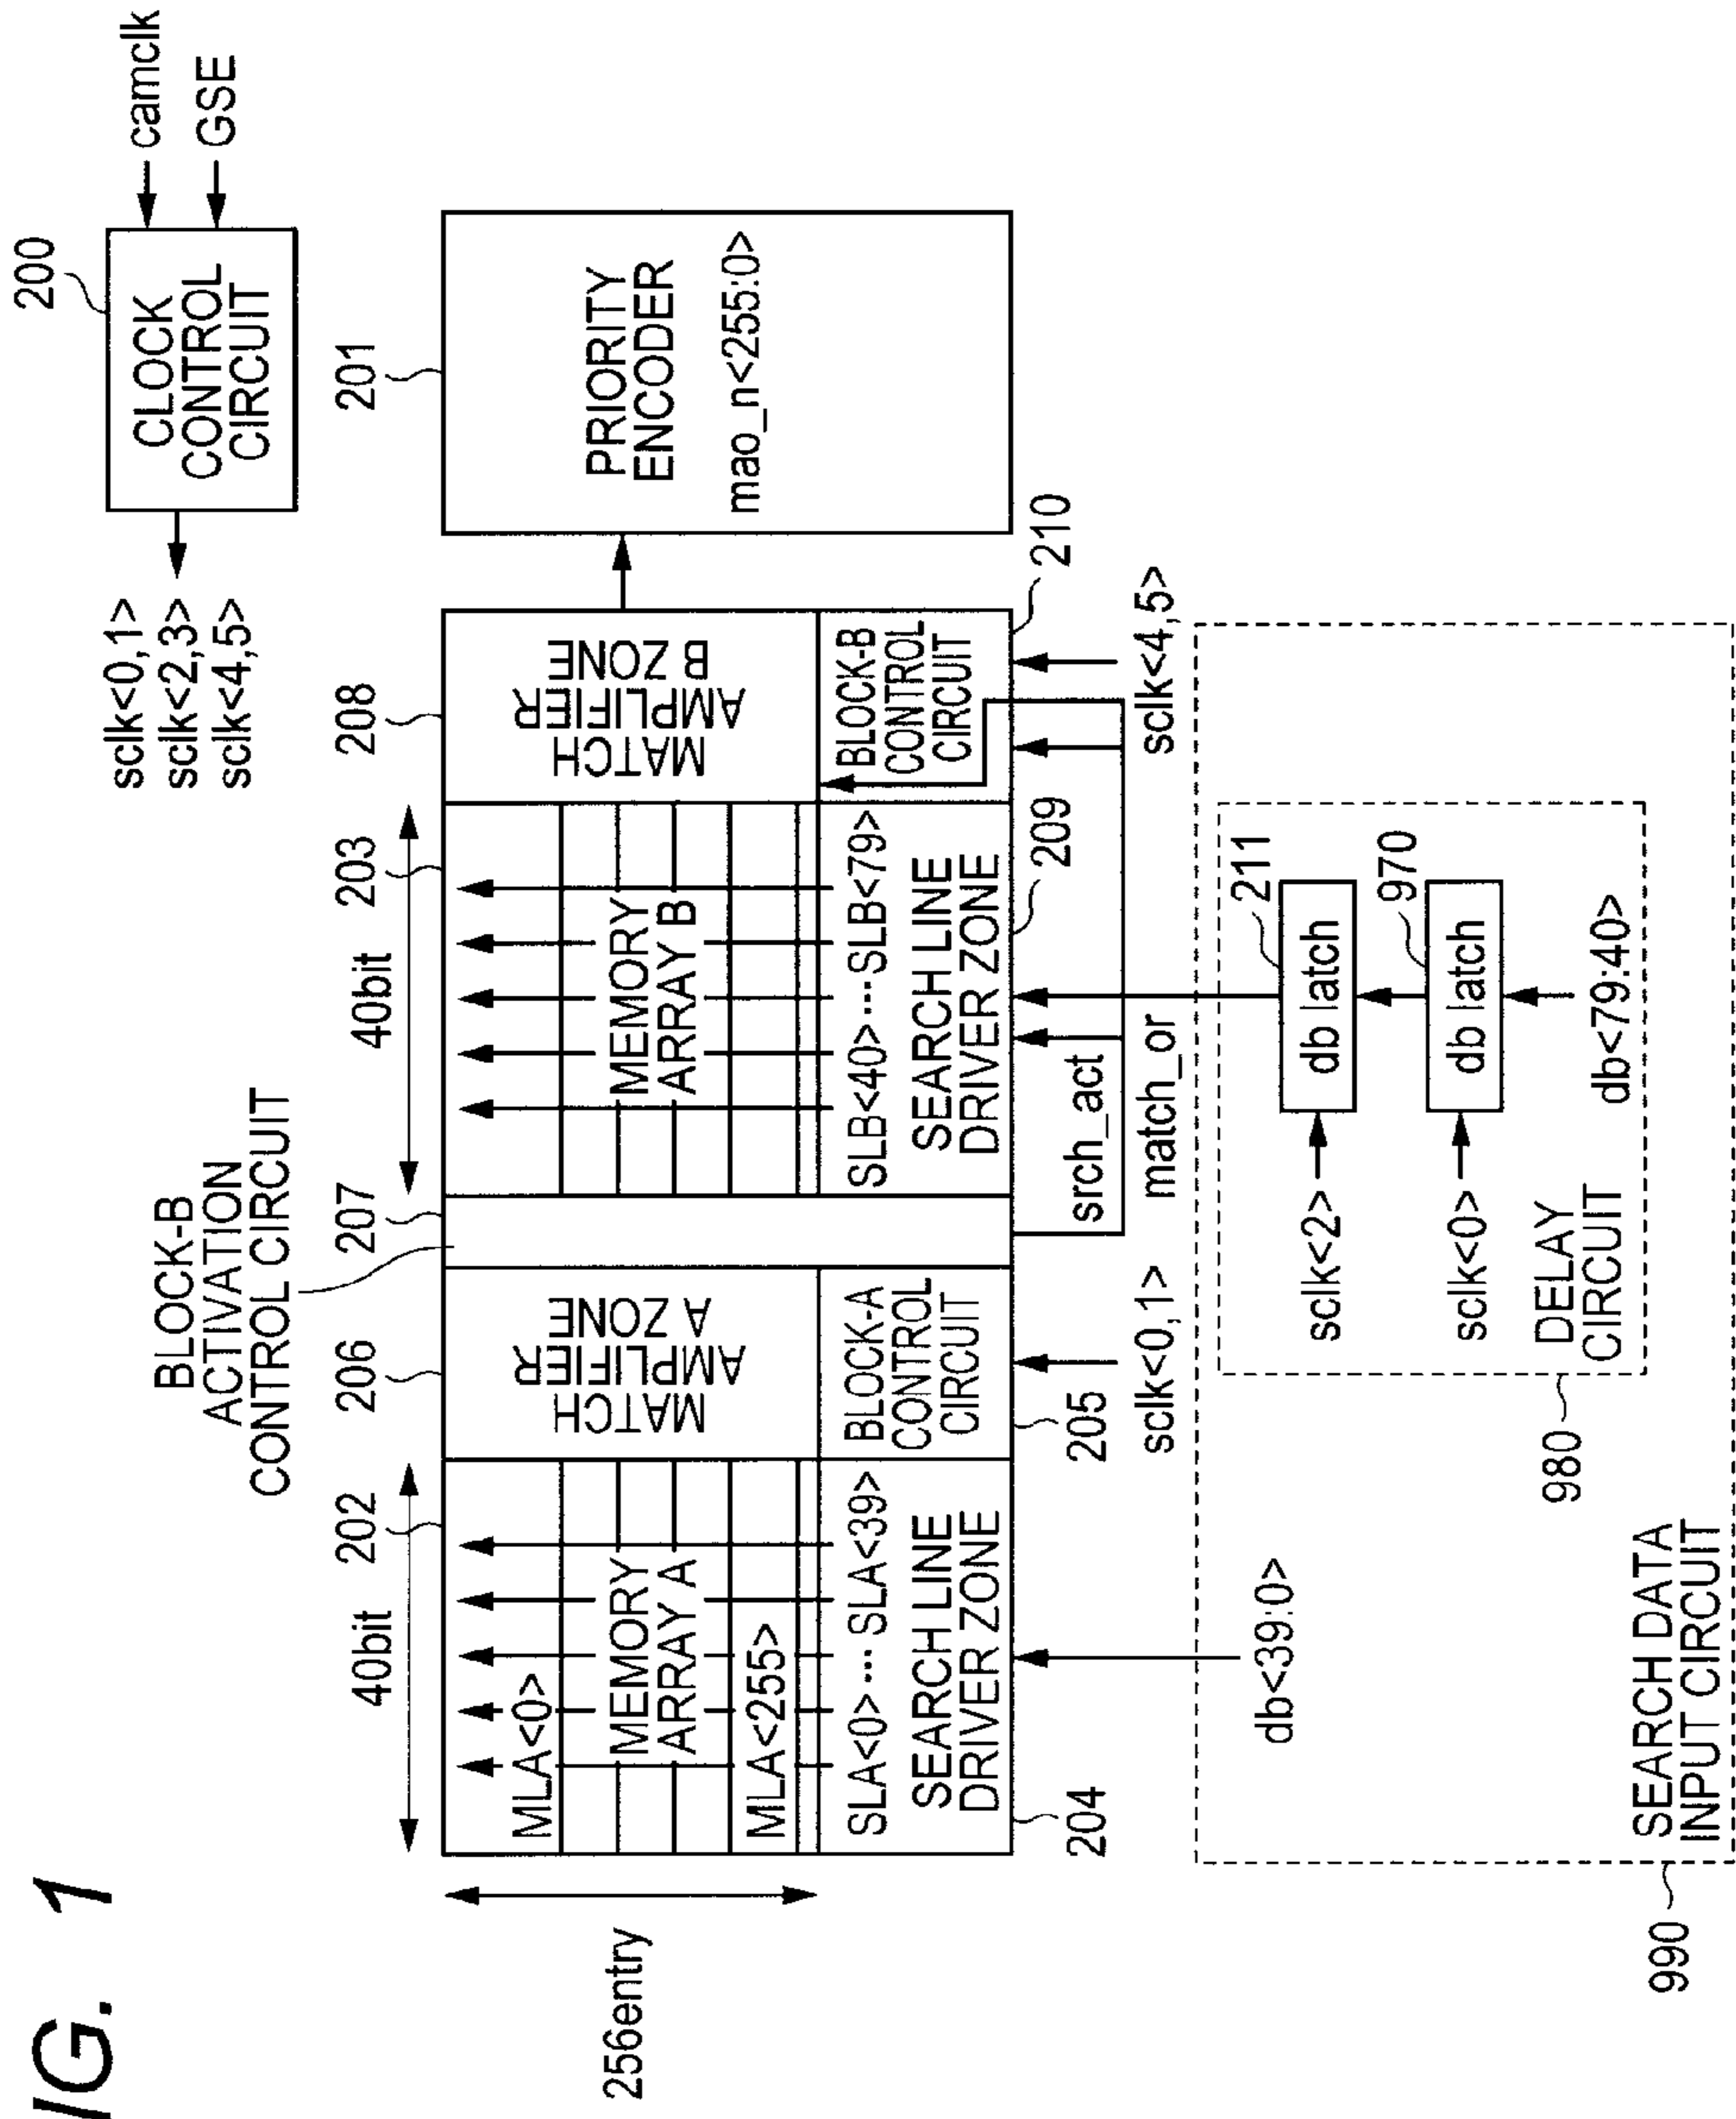 IG. 1
200
CLOCK
CONTROL
CIRCUIT
camclk
GSE
sclk<0,1>
sclk<2,3>
sclk<4,5>
BLOCK-B
ACTIVATION
CONTROL CIRCUIT
40bit
202
206
207
40bit
203
208
201
256entry
MLA<0>
MEMORY
ARRAY A
MLA<255>
MATCH
AMPLIFIER
A ZONE
MEMORY
ARRAY B
MATCH
AMPLIFIER
B ZONE
PRIORITY
ENCODER
mao_n<255:0>
SLA<0>···SLA<39>
SEARCH LINE
DRIVER ZONE
BLOCK-A
CONTROL
CIRCUIT
SLB<40>···SLB<79>
SEARCH LINE
DRIVER ZONE
BLOCK-B
CONTROL
CIRCUIT
204
205
209
210
sclk<0,1>
srch_act
match_or
sclk<4,5>
db<39:0>
sclk<2>
db latch
211
sclk<0>
db latch
970
DELAY
CIRCUIT
db<79:40>
980
SEARCH DATA
INPUT CIRCUIT
990